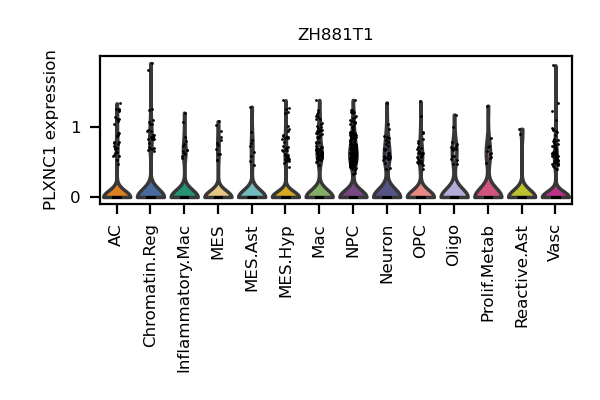 ZH881T1
PLXNC1 expression
1
0
AC
Chromatin.Reg
Inflammatory.Mac
MES
MES.Ast
MES.Hyp
Mac
NPC
Neuron
OPC
Oligo
Prolif.Metab
Reactive.Ast
Vasc